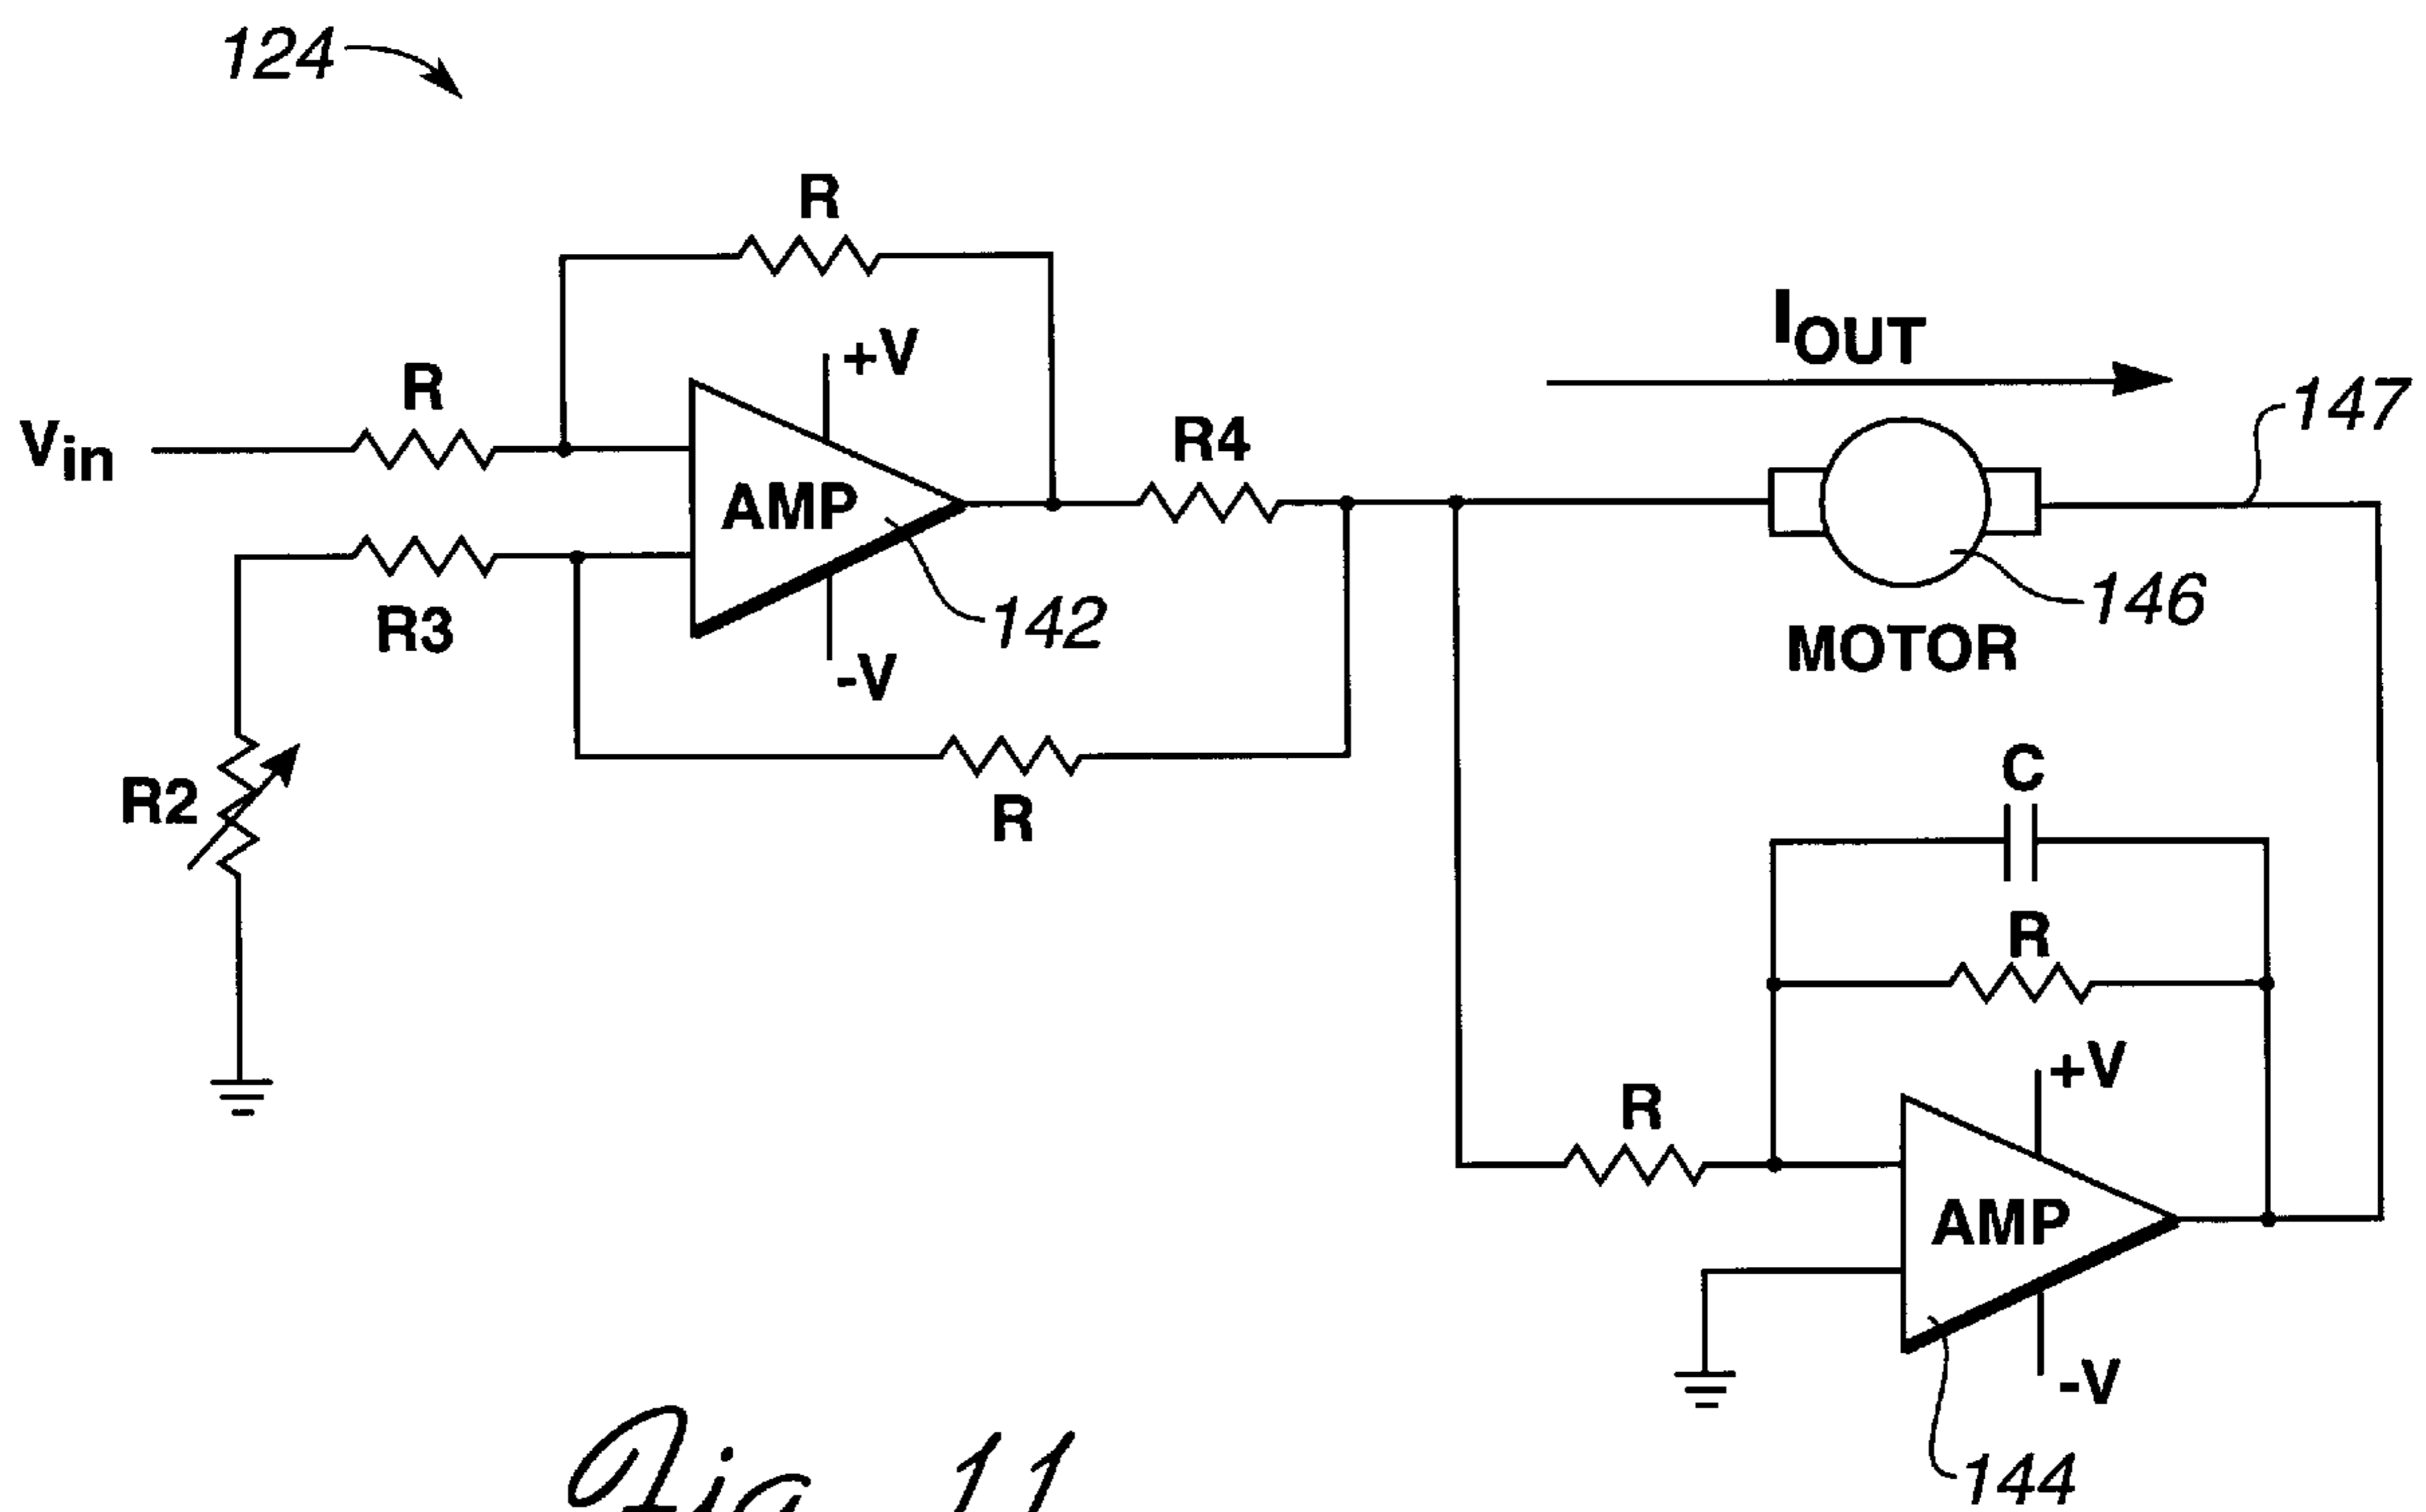 124
R
+V
IOUT
147
R
Vin
R4
AMP
R3
142
146
MOTOR
-V
R2
R
C
R
+V
R
AMP
-V
144
Fig. 11